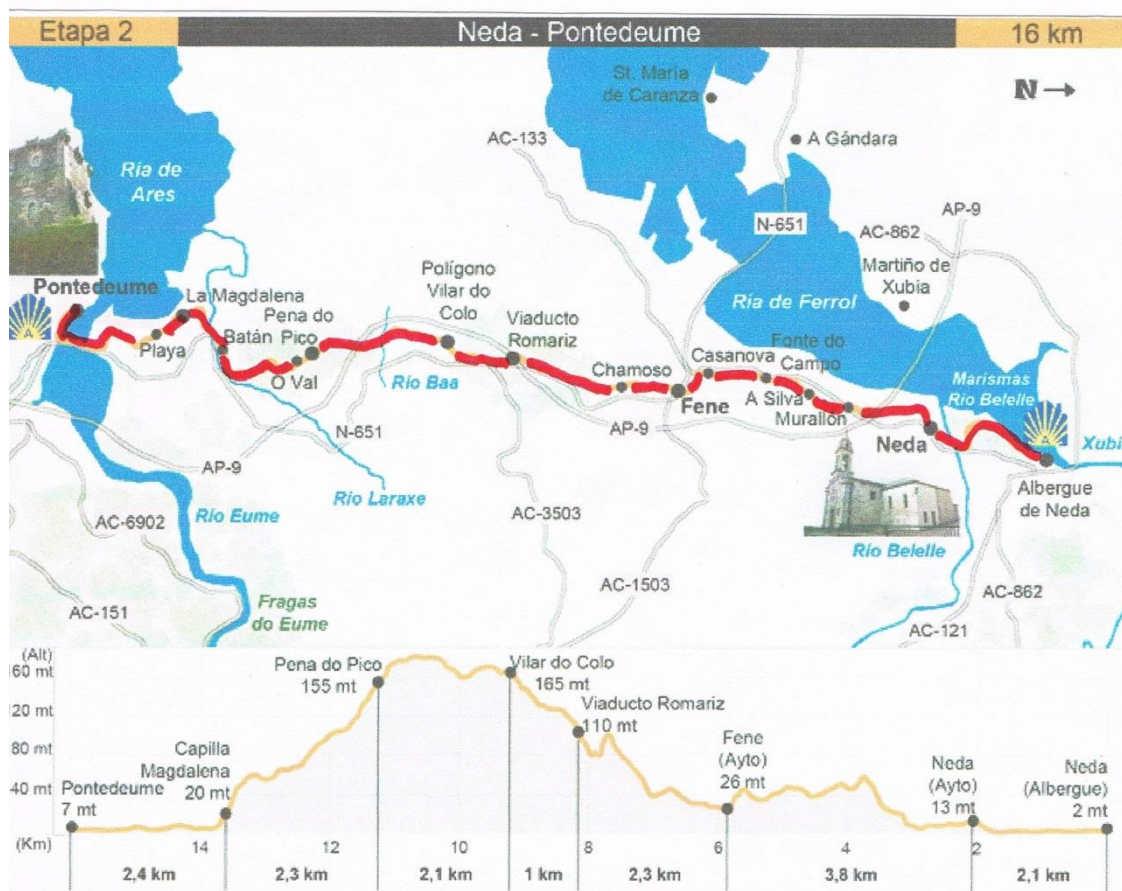 Etapa 2
Neda - Pontedeume
16 km
St. María
de Caranza
N
AC-133
A Gándara
Ría de
Ares
N-651
AP-9
AC-862
Martiño de
Xubia
Pontedeume
La Magdalena
Polígono
Vilar do
Colo
Ría de Ferrol
Pena do
Pico
Viaducto
Romariz
Batán
Playa
O Val
Casanova
Fonte do
Campo
Chamoso
Marismas
Río Belelle
Río Baa
A Silva
Fene
Murallón
N-651
AP-9
Neda
Xubi
AP-9
Río Laraxe
Albergue
de Neda
AC-6902
Río Eume
AC-3503
Río Belelle
AC-1503
AC-862
AC-151
Fragas
do Eume
AC-121
(Alt)
60 mt
20 mt
80 mt
40 mt
(Km)
Pontedeume
7 mt
Capilla
Magdalena
20 mt
Pena do Pico
155 mt
Vilar do Colo
165 mt
Viaducto Romariz
110 mt
Fene
(Ayto)
26 mt
Neda
(Ayto)
13 mt
Neda
(Albergue)
2 mt
14
12
10
8
6
4
2
2,4 km
2,3 km
2,1 km
1 km
2,3 km
3,8 km
2,1 km